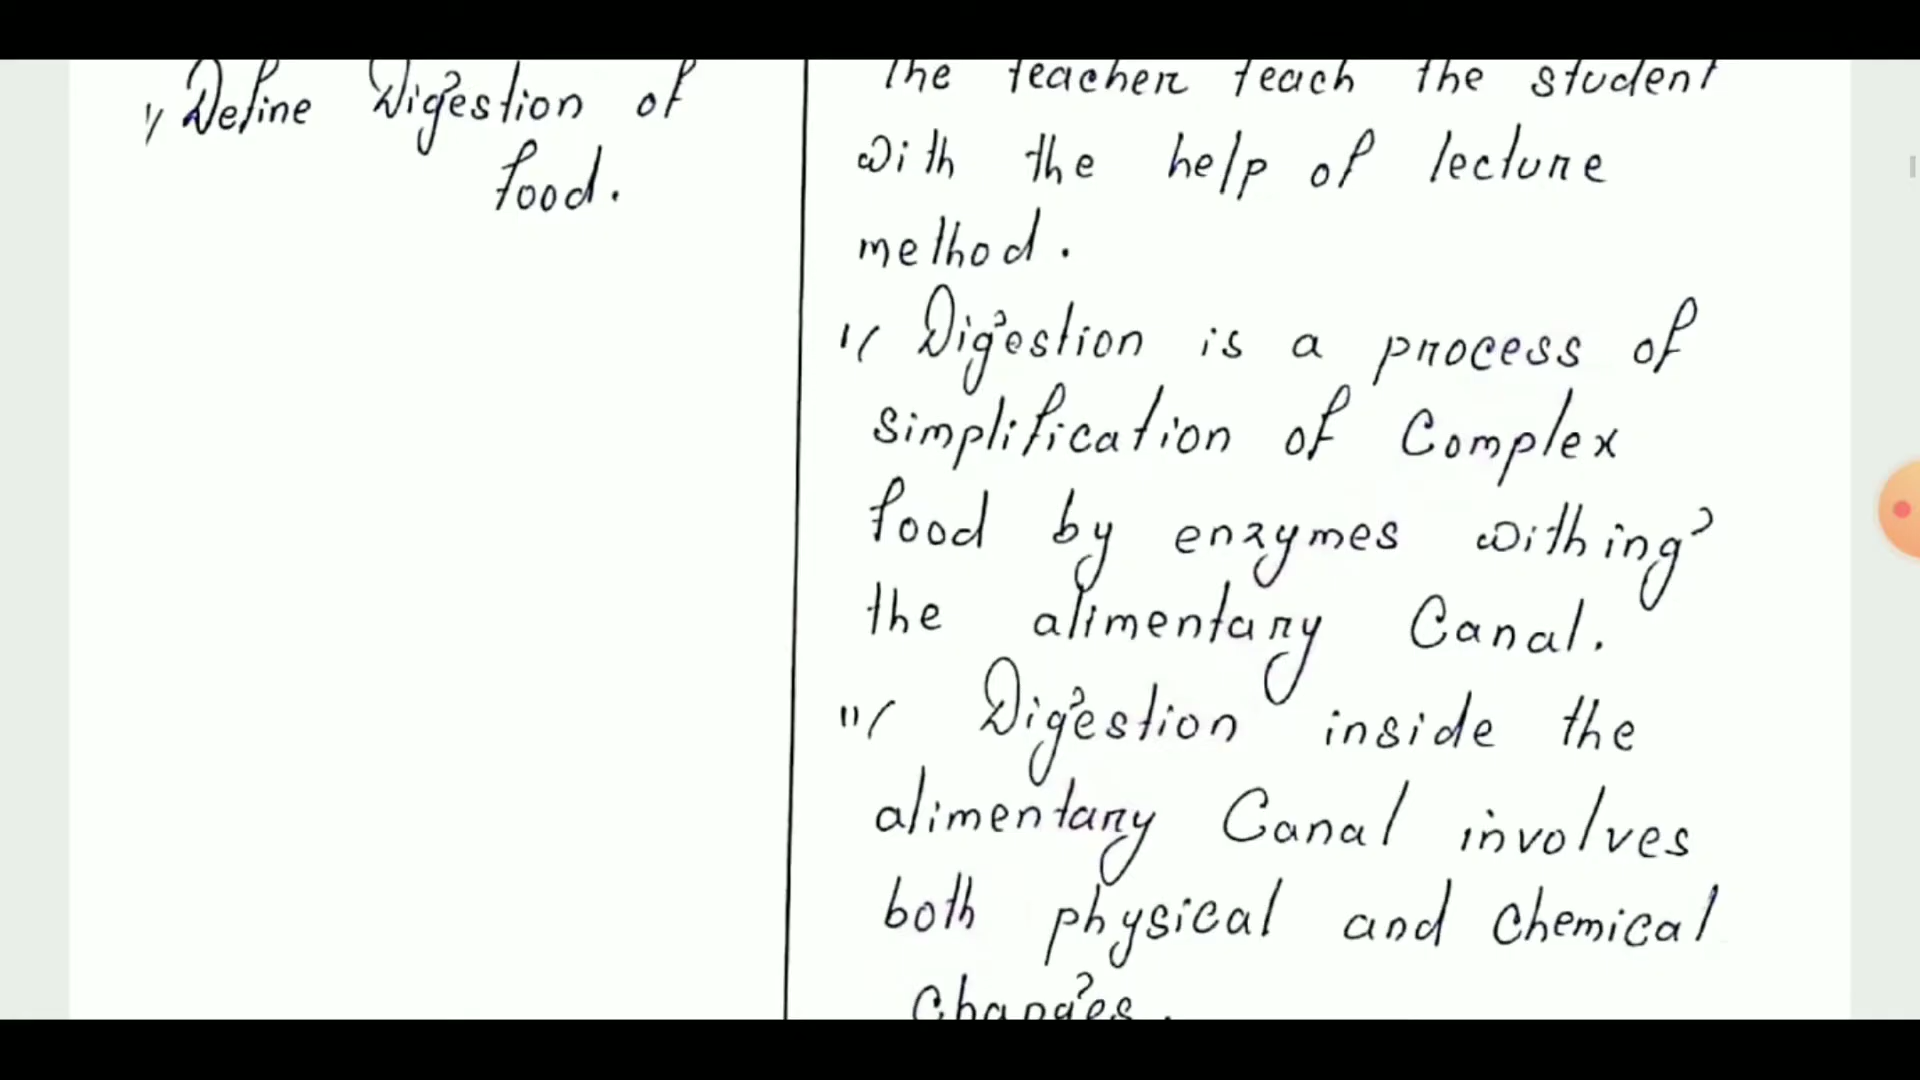 1) Define Digestion of
food.
The teacher teach the student
with the help of lecture
method.
1/ Digestion is a process of
simplification of Complex
food by enzymes withing
the alimentary Canal.
11/ Digestion inside the
alimentary Canal involves
both physical and chemical
Changes.